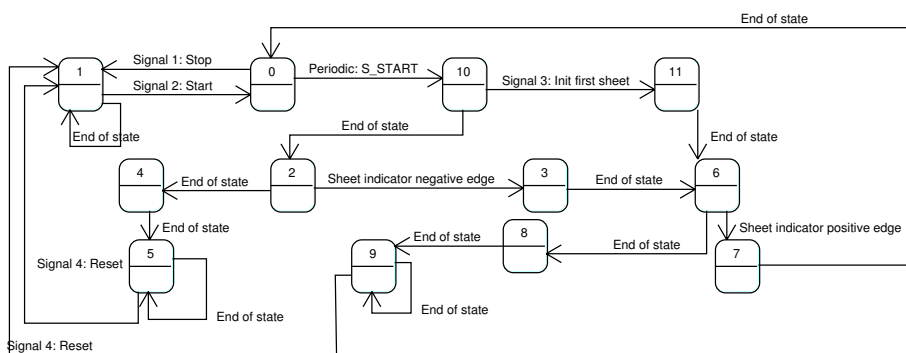 End of state
1
Signal 1: Stop
0
Periodic: S_START
10
Signal 3: Init first sheet
11
Signal 2: Start
End of state
End of state
End of state
4
End of state
2
Sheet indicator negative edge
3
End of state
6
End of state
5
Signal 4: Reset
End of state
9
End of state
8
End of state
Sheet indicator positive edge
7
End of state
Signal 4: Reset